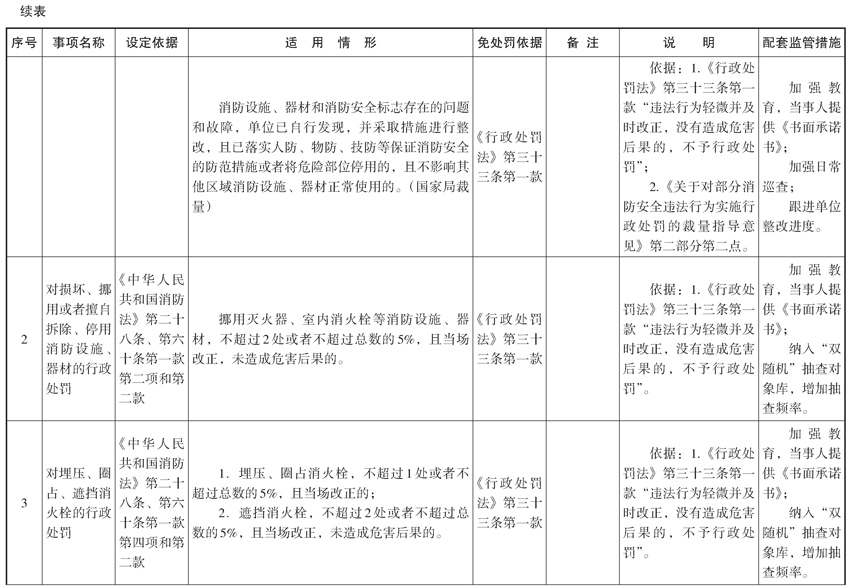 续表
序号 事项名称 设定依据 适用情形 免处罚依据 备注 说明 配套监管措施
消防设施、器材和消防安全标志存在的问题
和故障，单位已自行发现，并采取措施进行整
改，且已落实人防、物防、技防等保证消防安全
的防范措施或者将危险部位停用的，且不影响其
他区域消防设施、器材正常使用的。（国家局裁
量）
《行政处罚
法》第三十
三条第一款
依据：1.《行政处
罚法》第三十三条第一
款“违法行为轻微并及
时改正，没有造成危害
后果的，不予行政处
罚”；
2.《关于对部分消
防安全违法行为实施行
政处罚的裁量指导意
见》第二部分第二点。
加强教
育，当事人提
供《书面承诺
书》；
加强日常
巡查；
跟进单位
整改进度。
2
对损坏、挪
用或者擅自
拆除、停用
消防设施、
器材的行政
处罚
《中华人民
共和国消防
法》第二十
八条、第六
十条第一款
第二项和第
二款
挪用灭火器、室内消火栓等消防设施、器
材，不超过2处或者不超过总数的5%，且当场
改正，未造成危害后果的。
《行政处罚
法》第三十
三条第一款
依据：1.《行政处
罚法》第三十三条第一
款“违法行为轻微并及
时改正，没有造成危害
后果的，不予行政处
罚”。
加强教
育，当事人提
供《书面承诺
书》；
纳入“双
随机”抽查对
象库，增加抽
查频率。
3
对埋压、圈
占、遮挡消
火栓的行政
处罚
《中华人民
共和国消防
法》第二十
八条、第六
十条第一款
第四项和第
二款
1．埋压、圈占消火栓，不超过1处或者不
超过总数的5%，且当场改正的；
2．遮挡消火栓，不超过2处或者不超过总
数的5%，且当场改正，未造成危害后果的。
《行政处罚
法》第三十
三条第一款
依据：1.《行政处
罚法》第三十三条第一
款“违法行为轻微并及
时改正，没有造成危害
后果的，不予行政处
罚”。
加强教
育，当事人提
供《书面承诺
书》；
纳入“双
随机”抽查对
象库，增加抽
查频率。